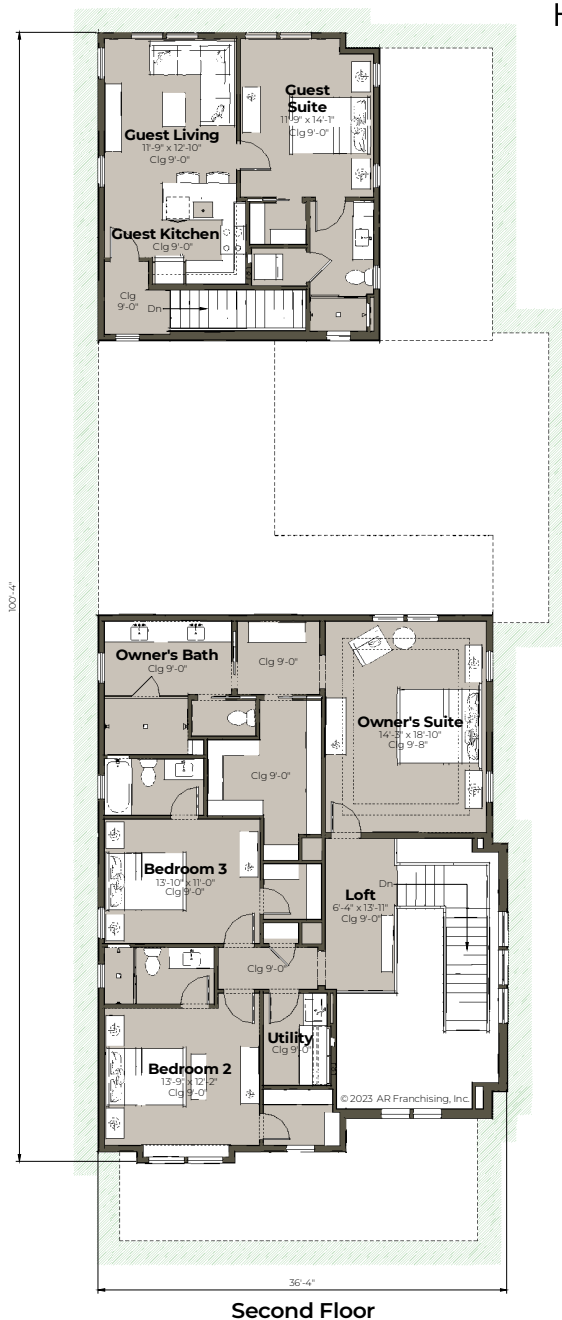 H
Guest Living
11'-9" x 12'-10"
Clg 9'-0"
Guest
Suite
11'-9" x 14'-1"
Clg 9'-0"
Guest Kitchen
Clg 9'-0"
Clg
9'-0"
Dn
100'-4"
Owner's Bath
Clg 9'-0"
Clg 9'-0"
Owner's Suite
14'-3" x 18'-10"
Clg 9'-8"
Clg 9'-0"
Bedroom 3
13'-10" x 11'-0"
Clg 9'-0"
Loft
6'-4" x 13'-11"
Clg 9'-0"
Dn
Clg 9'-0"
Utility
Clg 9'-0"
Bedroom 2
13'-9" x 12'-2"
Clg 9'-0"
© 2023 AR Franchising, Inc.
36'-4"
Second Floor